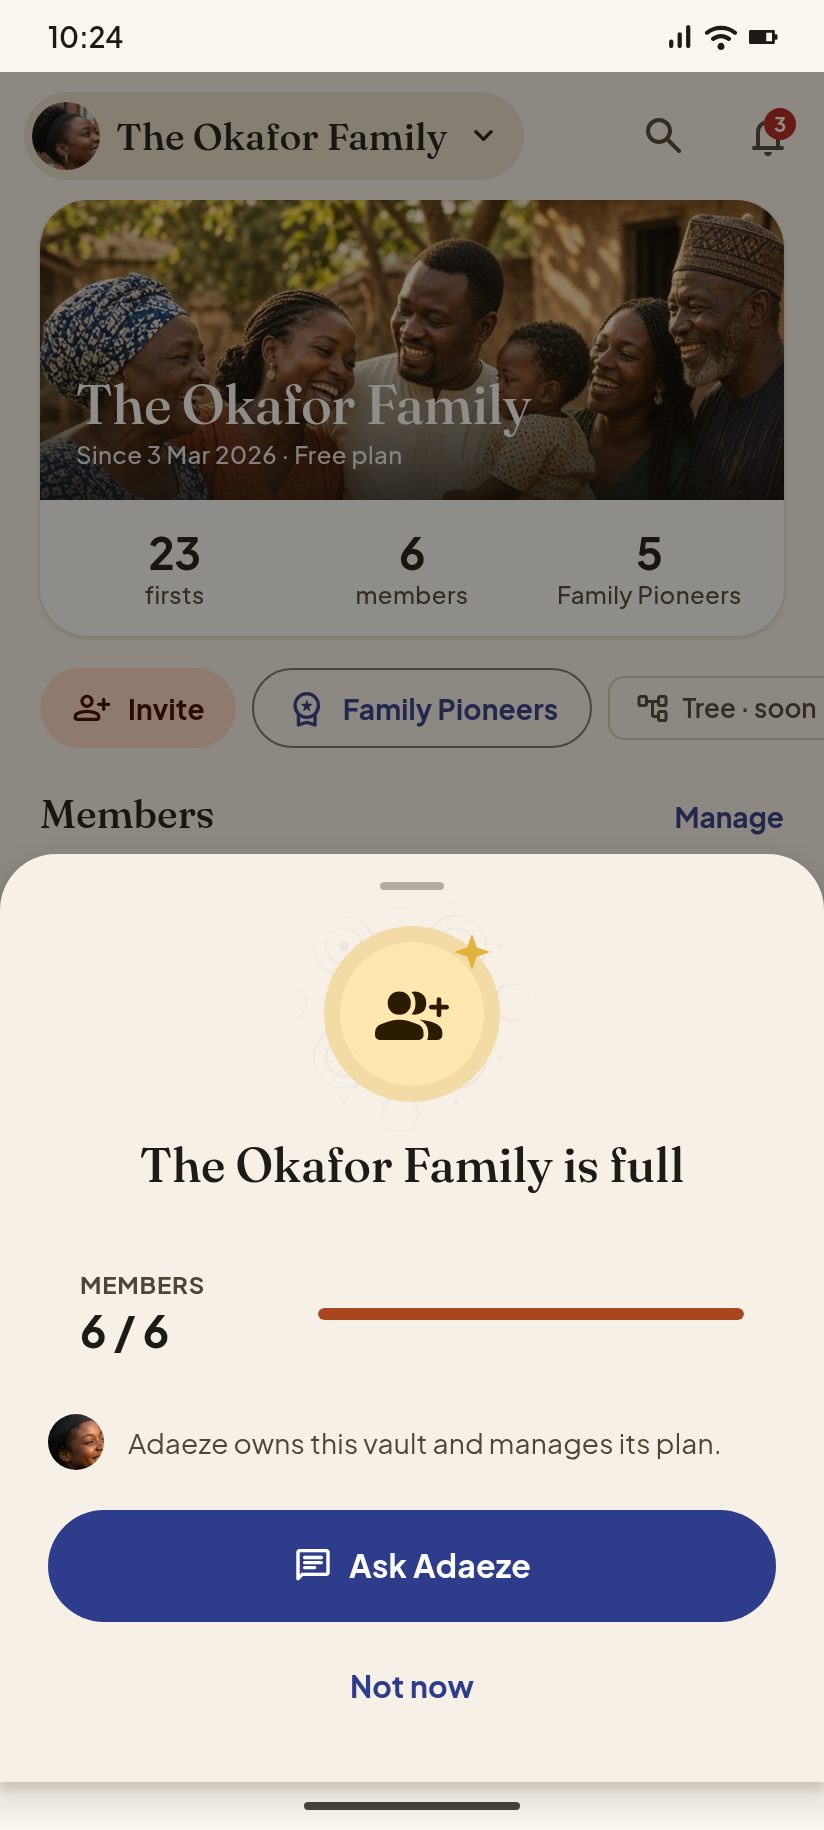 10:24
The Okafor Family
3
The Okafor Family
Since 3 Mar 2026 · Free plan
23
firsts
6
members
5
Family Pioneers
Invite
Family Pioneers
Tree · soon
Members
Manage
The Okafor Family is full
MEMBERS
6 / 6
Adaeze owns this vault and manages its plan.
Ask Adaeze
Not now